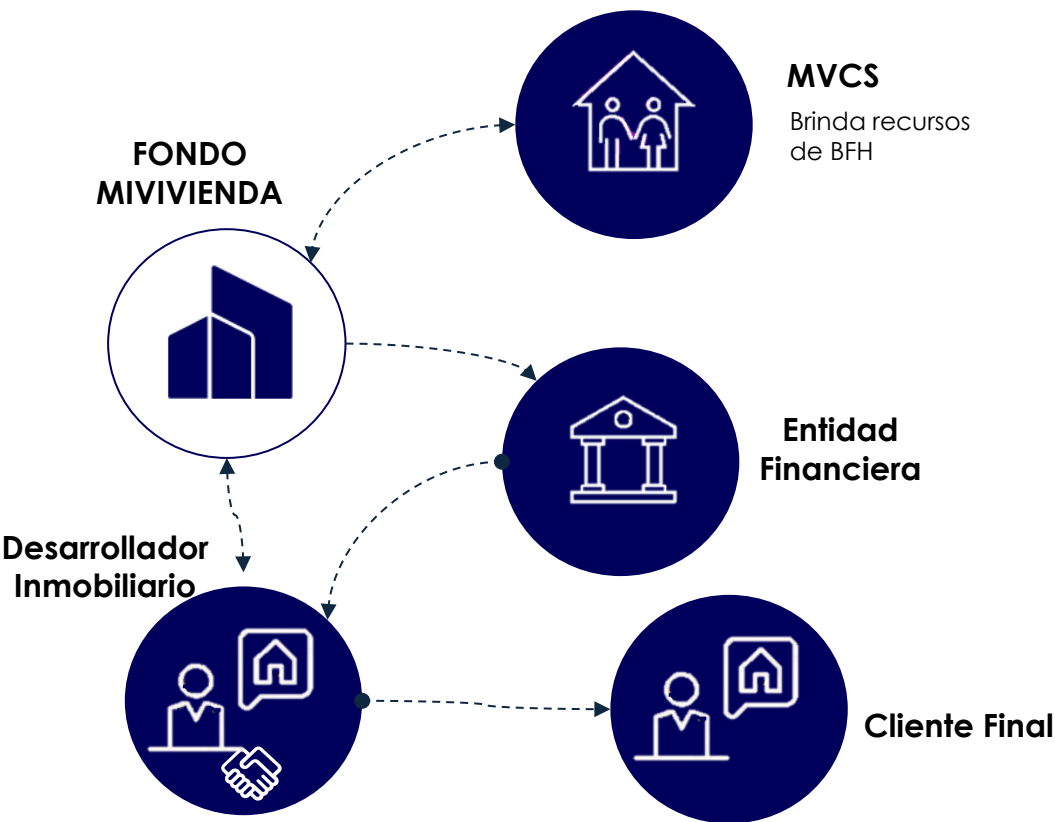 MVCS
Brinda recursos
de BFH
FONDO
MIVIVIENDA
Entidad
Financiera
Desarrollador
Inmobiliario
Cliente Final